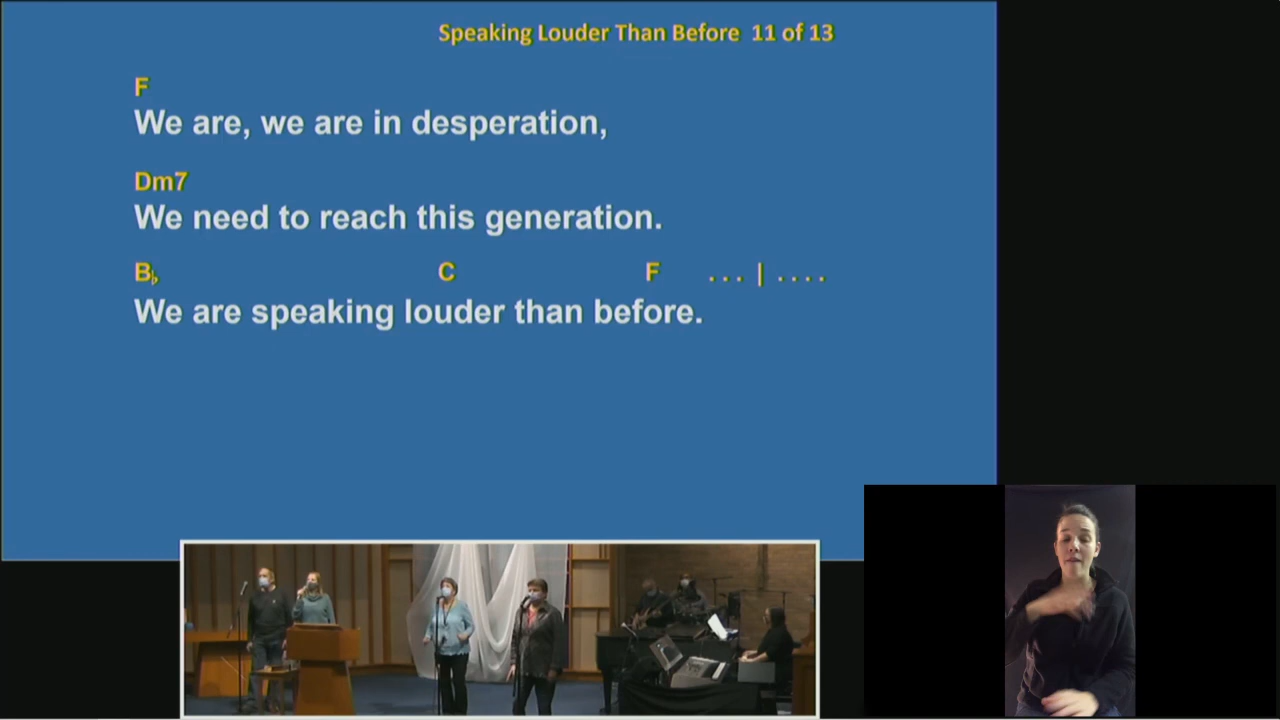 Speaking Louder Than Before 11 of 13
F
We are, we are in desperation,
Dm7
We need to reach this generation.
B♭ C F . . . | . . . .
We are speaking louder than before.